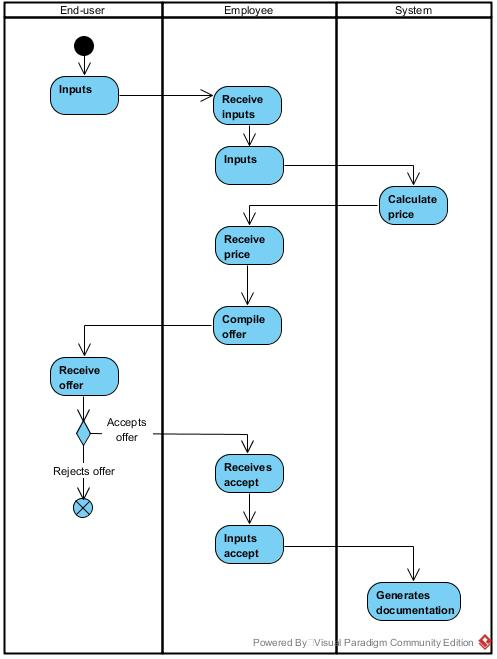 End-user
Employee
System
Inputs
Receive
inputs
Inputs
Calculate
price
Receive
price
Compile
offer
Receive
offer
Accepts
offer
Rejects offer
Receives
accept
Inputs
accept
Generates
documentation
Powered By Visual Paradigm Community Edition